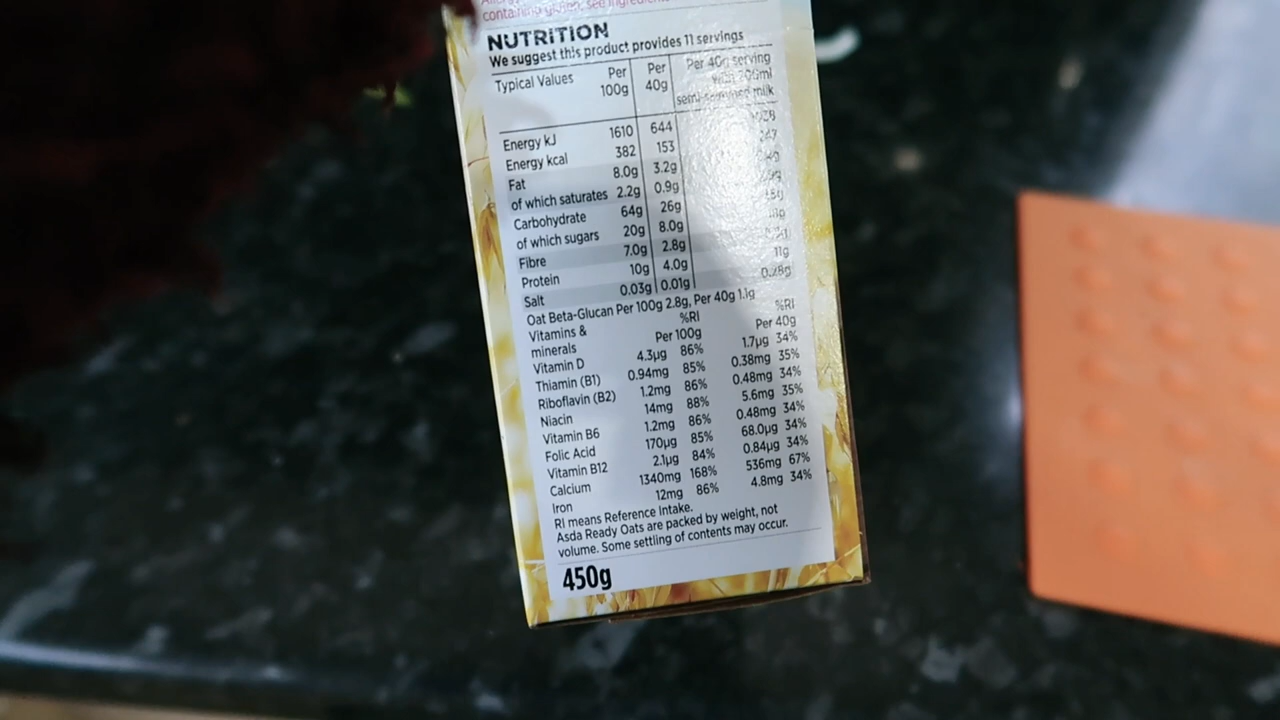 containing gluten, see ingredients
NUTRITION
We suggest this product provides 11 servings
Typical Values Per 100g Per 40g Per 40g serving with 200ml semi-skimmed milk
Energy kJ 1610 644
Energy kcal 382 153
Fat 8.0g 3.2g
of which saturates 2.2g 0.9g
Carbohydrate 64g 26g
of which sugars 20g 8.0g
Fibre 7.0g 2.8g
Protein 10g 4.0g 11g
Salt 0.03g 0.01g 0.28g
Oat Beta-Glucan Per 100g 2.8g, Per 40g 1.1g
Vitamins & minerals Per 100g %RI Per 40g %RI
Vitamin D 4.3µg 86% 1.7µg 34%
Thiamin (B1) 0.94mg 85% 0.38mg 35%
Riboflavin (B2) 1.2mg 86% 0.48mg 34%
Niacin 14mg 88% 5.6mg 35%
Vitamin B6 1.2mg 86% 0.48mg 34%
Folic Acid 170µg 85% 68.0µg 34%
Vitamin B12 2.1µg 84% 0.84µg 34%
Calcium 1340mg 168% 536mg 67%
Iron 12mg 86% 4.8mg 34%
RI means Reference Intake.
Asda Ready Oats are packed by weight, not
volume. Some settling of contents may occur.
450g